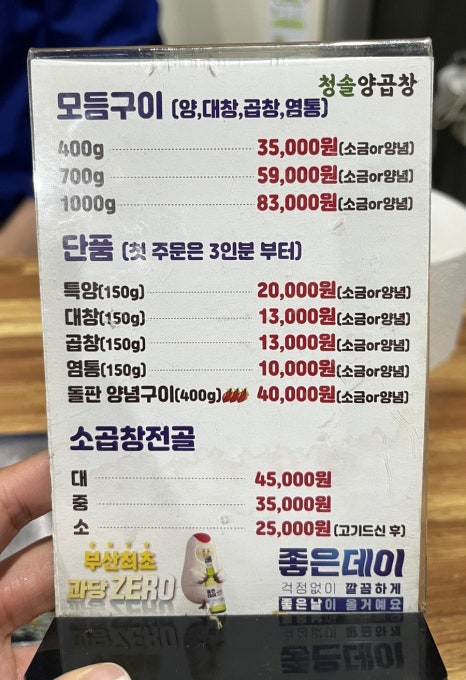 청솔양곱창
모듬구이 (양,대창,곱창,염통)
400g 35,000원(소금or양념)
700g 59,000원(소금or양념)
1000g 83,000원(소금or양념)
단품 (첫 주문은 3인분 부터)
특양(150g) 20,000원(소금or양념)
대창(150g) 13,000원(소금or양념)
곱창(150g) 13,000원(소금or양념)
염통(150g) 10,000원(소금or양념)
돌판 양념구이(400g) 40,000원(소금or양념)
소곱창전골
대 45,000원
중 35,000원
소 25,000원(고기드신 후)
부산최초
과당 ZERO
좋은데이
걱정없이 깔끔하게
좋은날이 올거예요